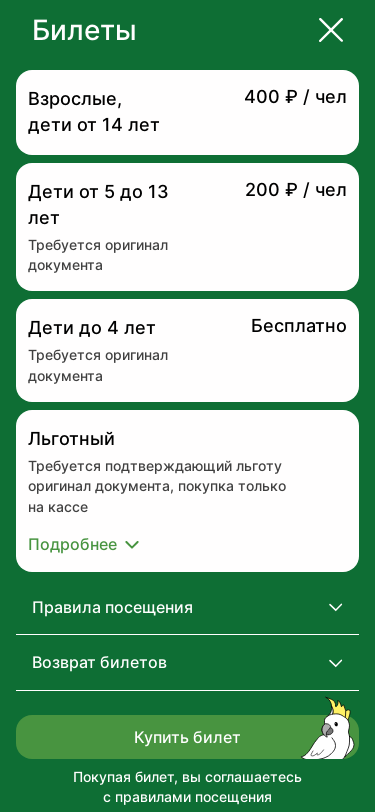 Билеты
Взрослые,
дети от 14 лет
400 ₽ / чел
Дети от 5 до 13
лет
200 ₽ / чел
Требуется оригинал
документа
Дети до 4 лет
Бесплатно
Требуется оригинал
документа
Льготный
Требуется подтверждающий льготу
оригинал документа, покупка только
на кассе
Подробнее
Правила посещения
Возврат билетов
Купить билет
Покупая билет, вы соглашаетесь
с правилами посещения